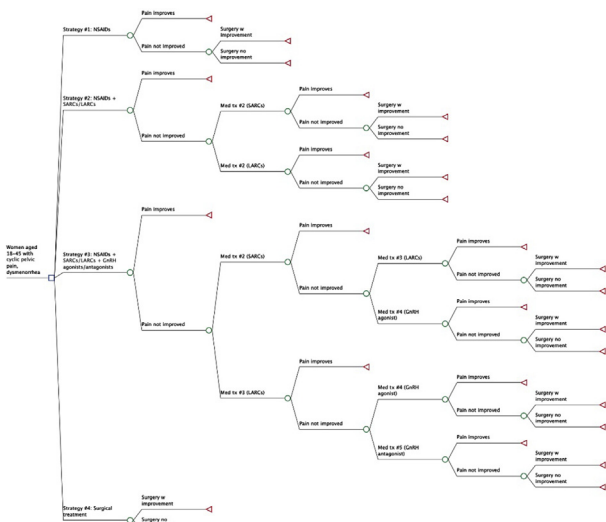 Women aged
18-45 with
cyclic pelvic
pain,
dysmenorrhea
Strategy #1: NSAIDs
Pain improves
Pain not improved
Surgery w
improvement
Surgery no
improvement
Strategy #2: NSAIDs +
SARCs/LARCs
Pain improves
Pain not improved
Med tx #2 (SARCs)
Pain improves
Pain not improved
Surgery w
improvement
Surgery no
improvement
Med tx #2 (LARCs)
Pain improves
Pain not improved
Surgery w
improvement
Surgery no
improvement
Strategy #3: NSAIDs +
SARCs/LARCs + GnRH
agonists/antagonists
Pain improves
Pain not improved
Med tx #2 (SARCs)
Pain improves
Pain not improved
Med tx #3 (LARCs)
Pain improves
Pain not improved
Surgery w
improvement
Surgery no
improvement
Med tx #4 (GnRH
agonist)
Pain improves
Pain not improved
Surgery w
improvement
Surgery no
improvement
Med tx #3 (LARCs)
Pain improves
Pain not improved
Med tx #4 (GnRH
agonist)
Pain improves
Pain not improved
Surgery w
improvement
Surgery no
improvement
Med tx #5 (GnRH
antagonist)
Pain improves
Pain not improved
Surgery w
improvement
Surgery no
improvement
Strategy #4: Surgical
treatment
Surgery w
improvement
Surgery no